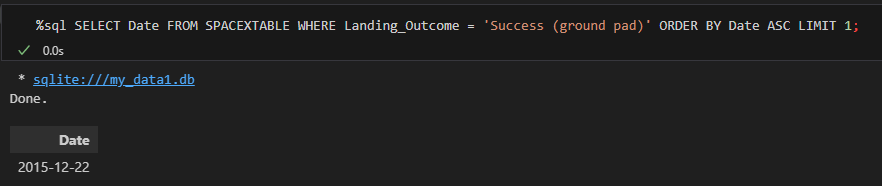 %sql SELECT Date FROM SPACEXTABLE WHERE Landing_Outcome = 'Success (ground pad)' ORDER BY Date ASC LIMIT 1;
0.0s
* sqlite:///my_data1.db
Done.
Date
2015-12-22